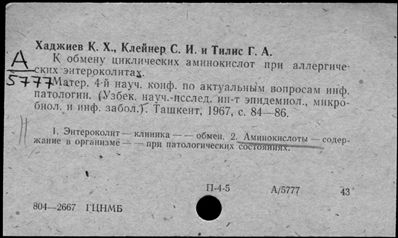 Хаджиев К. Х., Клейнер С. И. и Тилис Г. А.
А
5777
К обмену циклических аминокислот при аллергиче-
ских энтероколитах.
Матер. 4-й науч. конф. по актуальным вопросам инф.
патологии. (Узбек. науч.-исслед. ин-т эпидемиол., микро-
биол. и инф. забол.). Ташкент, 1967, с. 84—86.
1. Энтероколит — клиника — — обмен. 2. Аминокислоты — содер-
жание в организме — — при патологических состояниях.
П-4-5 А/5777 43
804—2667 ГЦНМБ